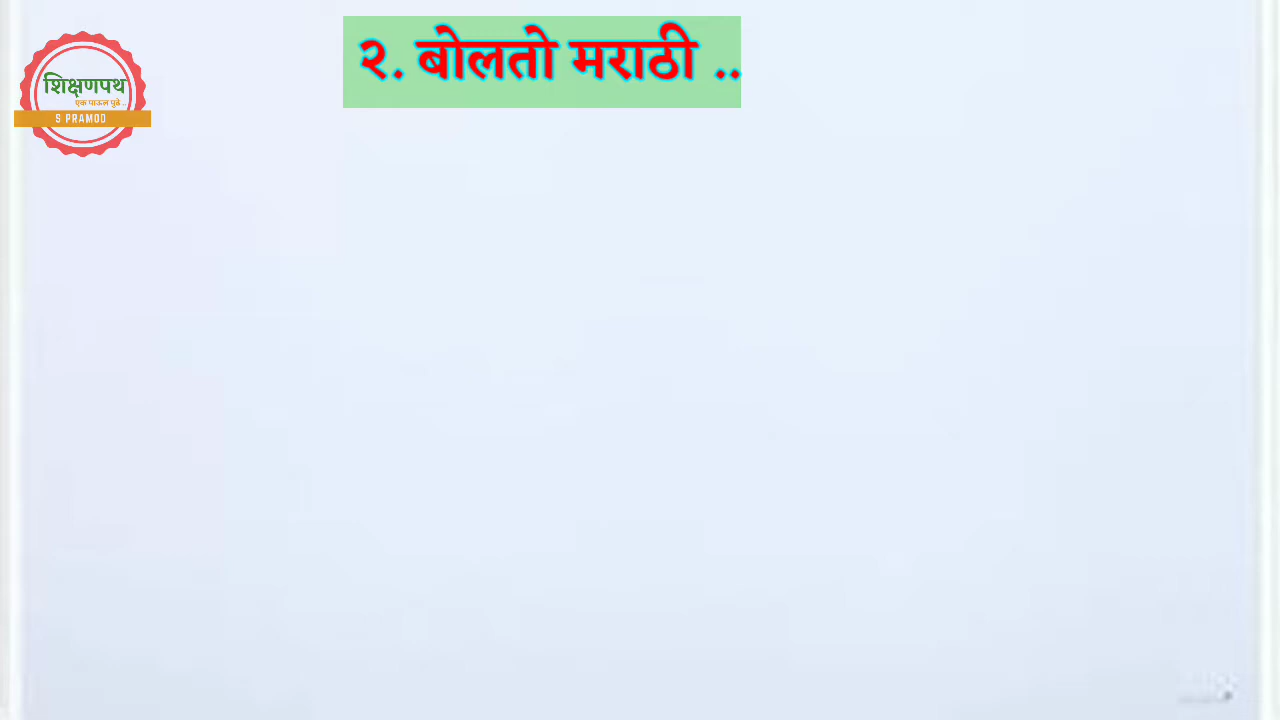 २. बोलतो मराठी ..
शिक्षणपथ
एक पाऊल पुढे ..
S PRAMOD